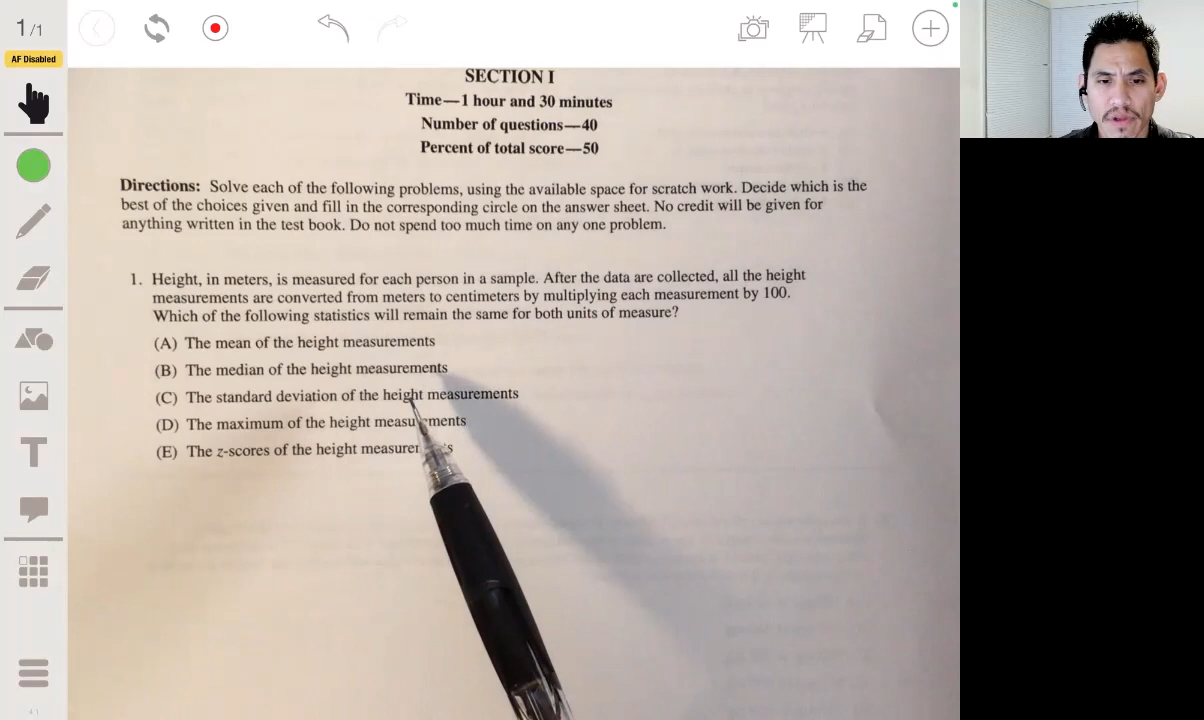 1/1
AF Disabled
SECTION I
Time—1 hour and 30 minutes
Number of questions—40
Percent of total score—50
Directions: Solve each of the following problems, using the available space for scratch work. Decide which is the
best of the choices given and fill in the corresponding circle on the answer sheet. No credit will be given for
anything written in the test book. Do not spend too much time on any one problem.
1. Height, in meters, is measured for each person in a sample. After the data are collected, all the height
measurements are converted from meters to centimeters by multiplying each measurement by 100.
Which of the following statistics will remain the same for both units of measure?
(A) The mean of the height measurements
(B) The median of the height measurements
(C) The standard deviation of the height measurements
(D) The maximum of the height measurements
(E) The z-scores of the height measurements
T